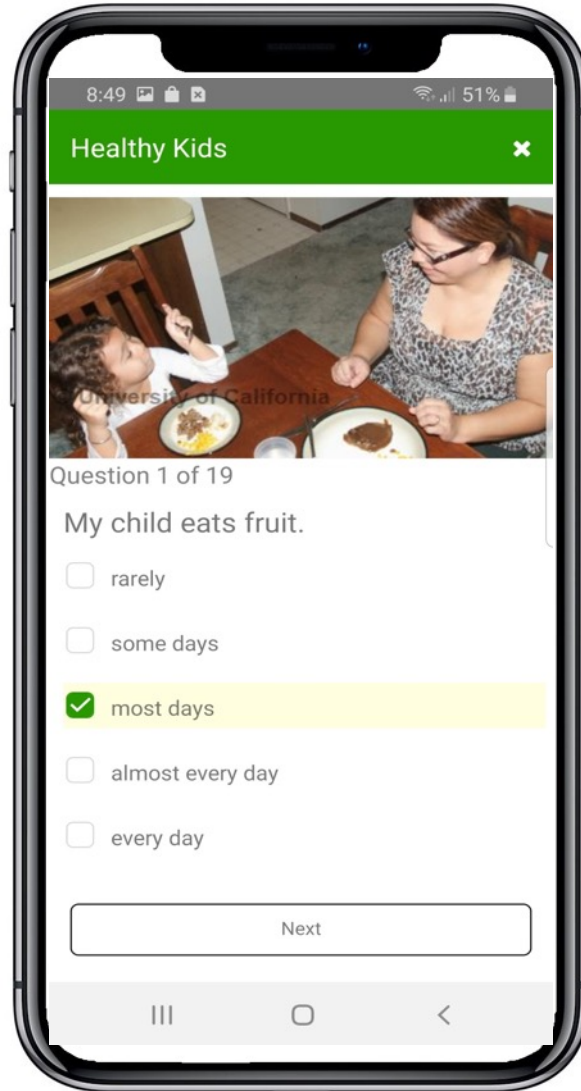 8:49 51%
Healthy Kids
University of California
Question 1 of 19
My child eats fruit.
rarely
some days
most days
almost every day
every day
Next